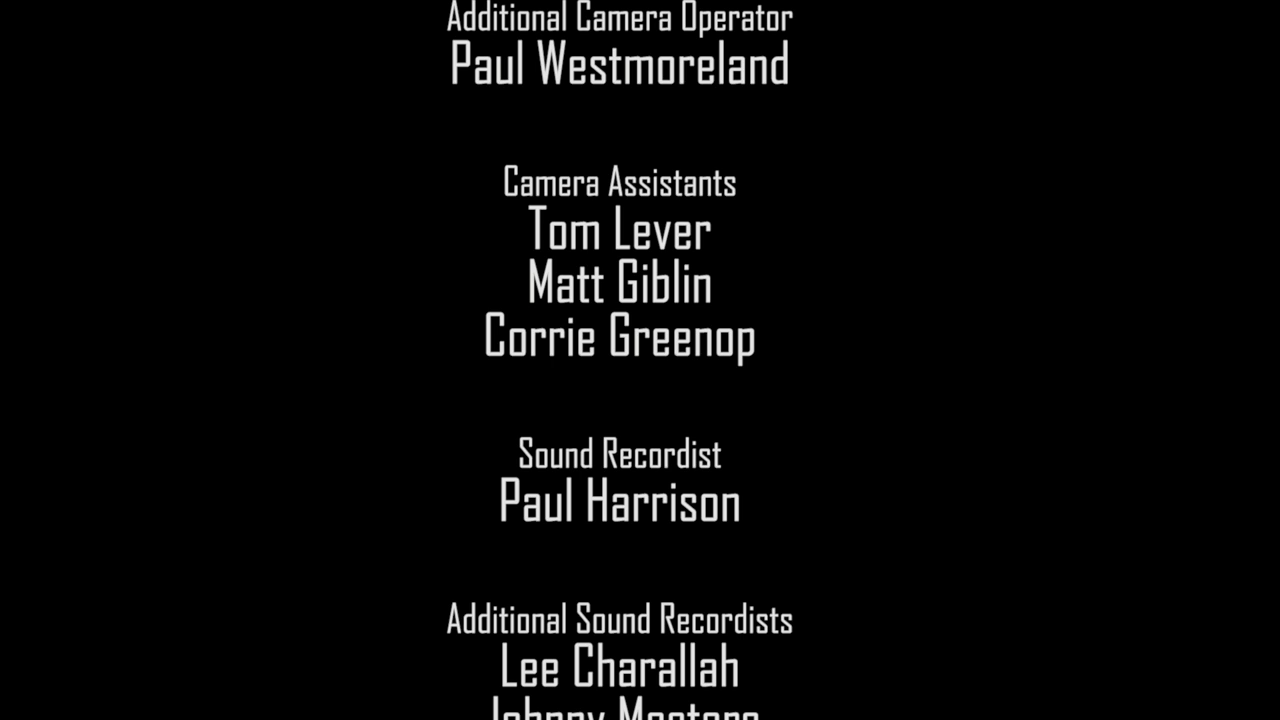 Additional Camera Operator
Paul Westmoreland
Camera Assistants
Tom Lever
Matt Giblin
Corrie Greenop
Sound Recordist
Paul Harrison
Additional Sound Recordists
Lee Charallah
Johnny